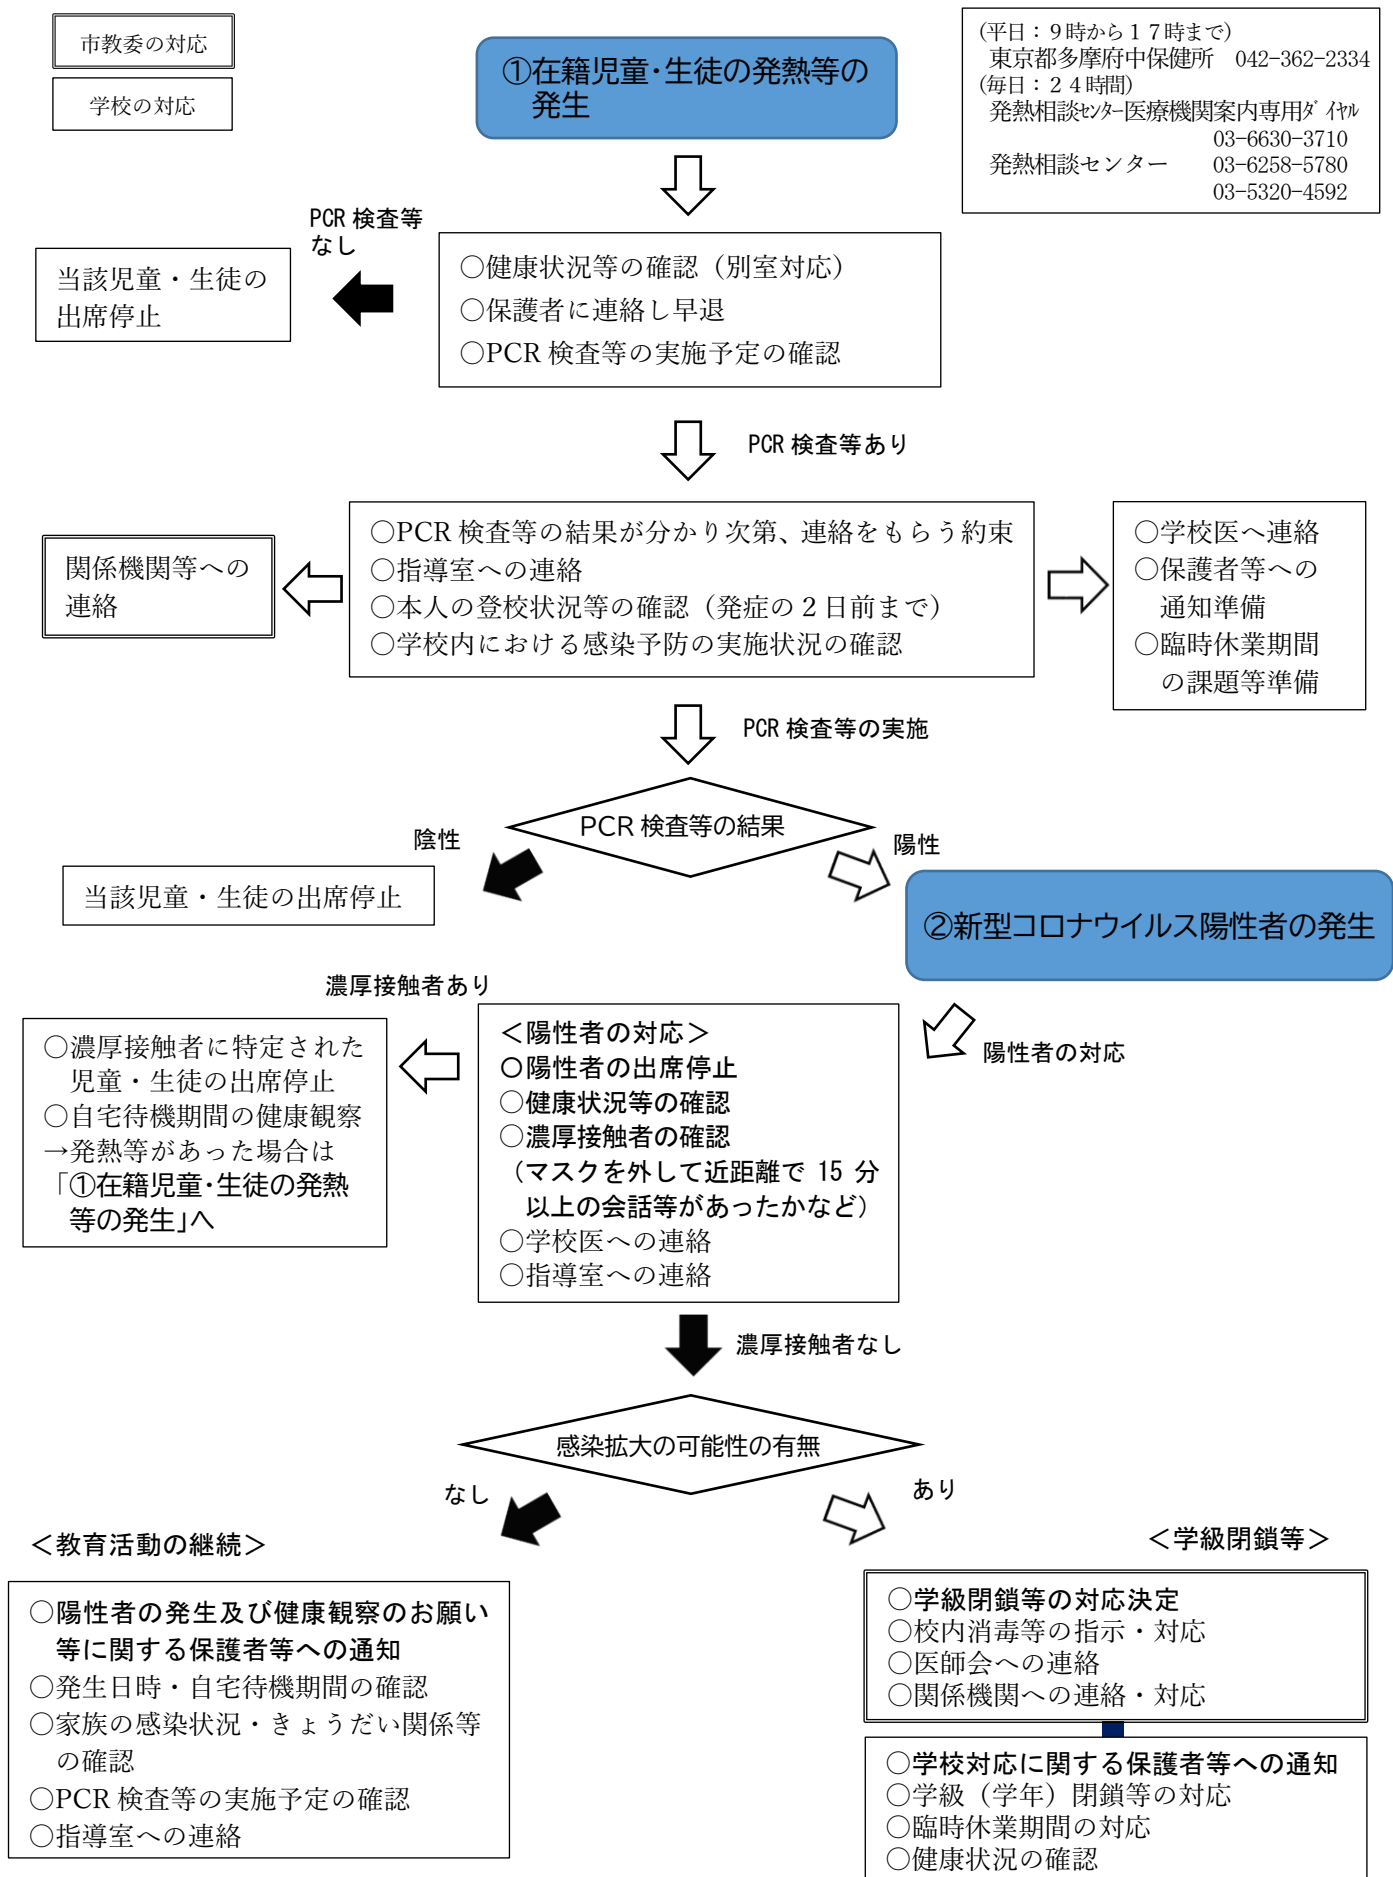 市教委の対応
学校の対応
①在籍児童・生徒の発熱等の
発生
(平日：９時から１７時まで)
東京都多摩府中保健所　042-362-2334
(毎日：２４時間)
発熱相談ｾﾝﾀｰ医療機関案内専用ﾀﾞｲﾔﾙ
03-6630-3710
発熱相談センター　03-6258-5780
03-5320-4592
PCR 検査等
なし
当該児童・生徒の
出席停止
○健康状況等の確認（別室対応）
○保護者に連絡し早退
○PCR 検査等の実施予定の確認
PCR 検査等あり
関係機関等への
連絡
○PCR 検査等の結果が分かり次第、連絡をもらう約束
○指導室への連絡
○本人の登校状況等の確認（発症の２日前まで）
○学校内における感染予防の実施状況の確認
○学校医へ連絡
○保護者等への
通知準備
○臨時休業期間
の課題等準備
PCR 検査等の実施
PCR 検査等の結果
陰性
陽性
当該児童・生徒の出席停止
②新型コロナウイルス陽性者の発生
濃厚接触者あり
○濃厚接触者に特定された
児童・生徒の出席停止
○自宅待機期間の健康観察
→発熱等があった場合は
「①在籍児童・生徒の発熱
等の発生」へ
＜陽性者の対応＞
○陽性者の出席停止
○健康状況等の確認
○濃厚接触者の確認
（マスクを外して近距離で 15 分
以上の会話等があったかなど）
○学校医への連絡
○指導室への連絡
陽性者の対応
濃厚接触者なし
感染拡大の可能性の有無
なし
あり
＜教育活動の継続＞
○陽性者の発生及び健康観察のお願い
等に関する保護者等への通知
○発生日時・自宅待機期間の確認
○家族の感染状況・きょうだい関係等
の確認
○PCR 検査等の実施予定の確認
○指導室への連絡
＜学級閉鎖等＞
○学級閉鎖等の対応決定
○校内消毒等の指示・対応
○医師会への連絡
○関係機関への連絡・対応
○学校対応に関する保護者等への通知
○学級（学年）閉鎖等の対応
○臨時休業期間の対応
○健康状況の確認